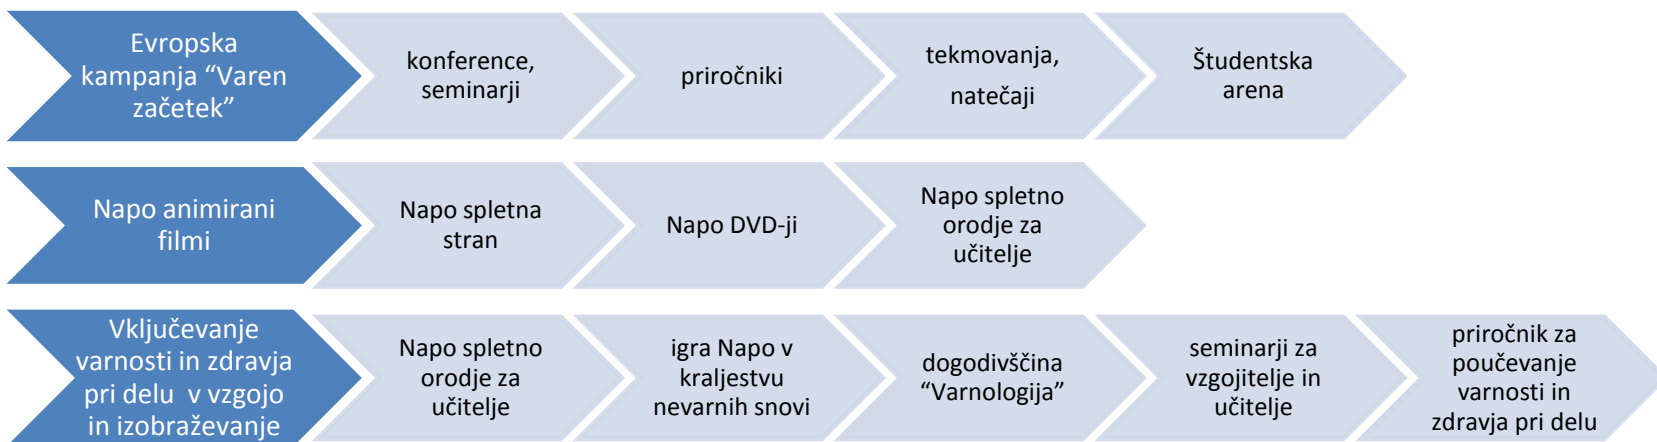 Evropska
kampanja “Varen
začetek”
konference,
seminarji
priročniki
tekmovanja,
natečaji
Študentska
arena
Napo animirani
filmi
Napo spletna
stran
Napo DVD-ji
Napo spletno
orodje za
učitelje
Vključevanje
varnosti in zdravja
pri delu v vzgojo
in izobraževanje
Napo spletno
orodje za
učitelje
igra Napo v
kraljestvu
nevarnih snovi
dogodivščina
“Varnologija”
seminarji za
vzgojitelje in
učitelje
priročnik za
poučevanje
varnosti in
zdravja pri delu